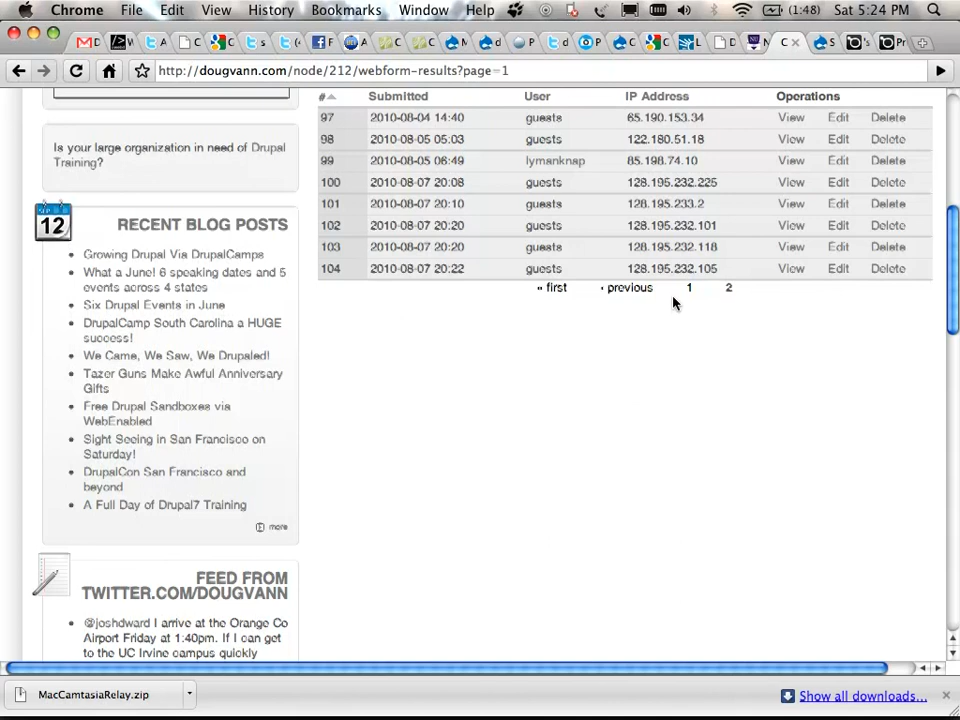 Chrome File Edit View History Bookmarks Window Help (1:48) Sat 5:24 PM
http://dougvann.com/node/212/webform-results?page=1
# Submitted User IP Address Operations
97 2010-08-04 14:40 guests 65.190.153.34 View Edit Delete
98 2010-08-05 05:03 guests 122.180.51.18 View Edit Delete
99 2010-08-05 06:49 lymanknap 85.198.74.10 View Edit Delete
100 2010-08-07 20:08 guests 128.195.232.225 View Edit Delete
101 2010-08-07 20:10 guests 128.195.233.2 View Edit Delete
102 2010-08-07 20:20 guests 128.195.232.101 View Edit Delete
103 2010-08-07 20:20 guests 128.195.232.118 View Edit Delete
104 2010-08-07 20:22 guests 128.195.232.105 View Edit Delete
« first ‹ previous 1 2
Is your large organization in need of Drupal
Training?
12
RECENT BLOG POSTS
Growing Drupal Via DrupalCamps
What a June! 6 speaking dates and 5
events across 4 states
Six Drupal Events in June
DrupalCamp South Carolina a HUGE
success!
We Came, We Saw, We Drupaled!
Tazer Guns Make Awful Anniversary
Gifts
Free Drupal Sandboxes via
WebEnabled
Sight Seeing in San Francisco on
Saturday!
DrupalCon San Francisco and
beyond
A Full Day of Drupal7 Training
more
FEED FROM
TWITTER.COM/DOUGVANN
@joshdward I arrive at the Orange Co
Airport Friday at 1:40pm. If I can get
to the UC Irvine campus quickly
MacCamtasiaRelay.zip
Show all downloads...